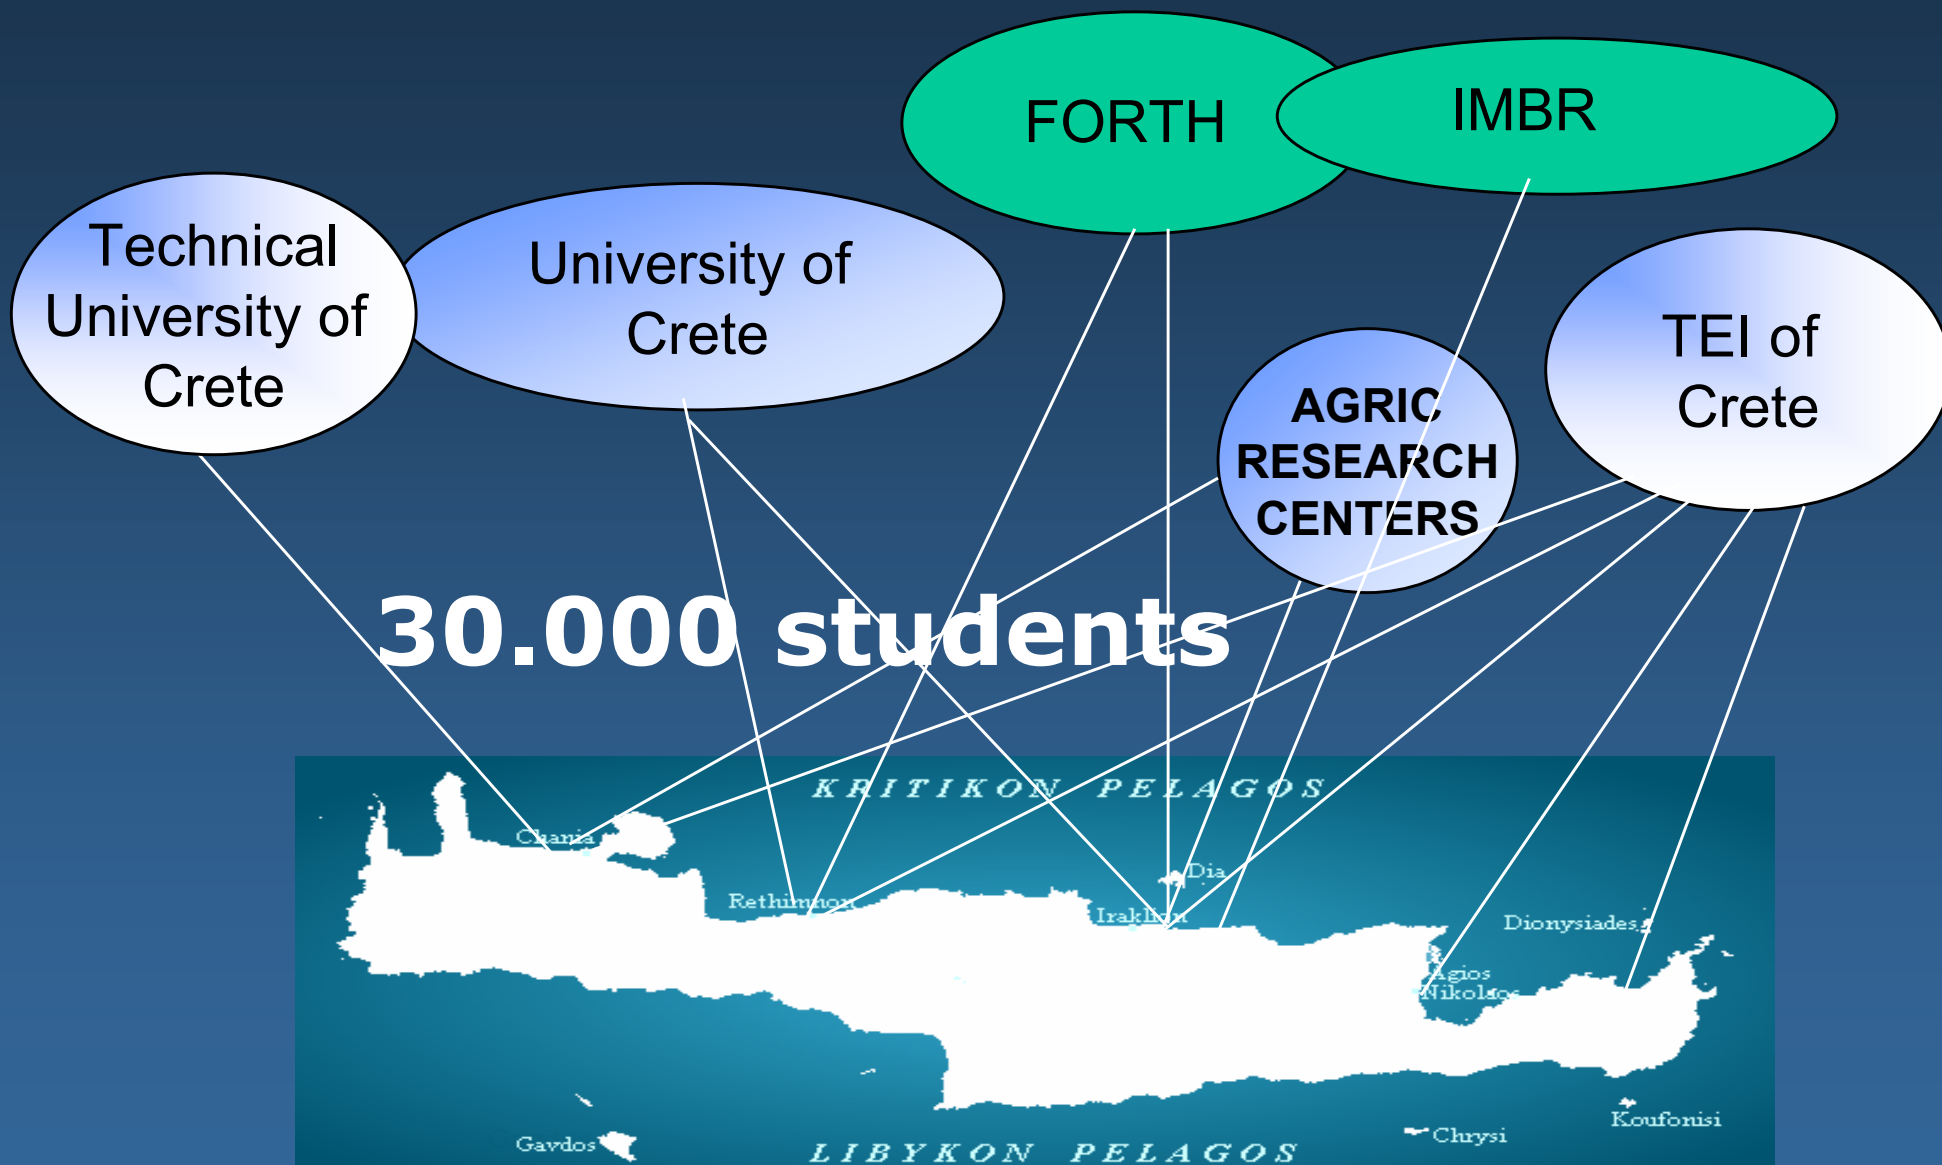 FORTH
IMBR
Technical
University of
Crete
University of
Crete
TEI of
Crete
AGRIC
RESEARCH
CENTERS
30.000 students
KRITIKON PELAGOS
Chania
Dia
Rethimnon
Iraklion
Dionysiades
Agios
Nikolaos
Koufonisi
Chrysi
Gavdos
LIBYKON PELAGOS